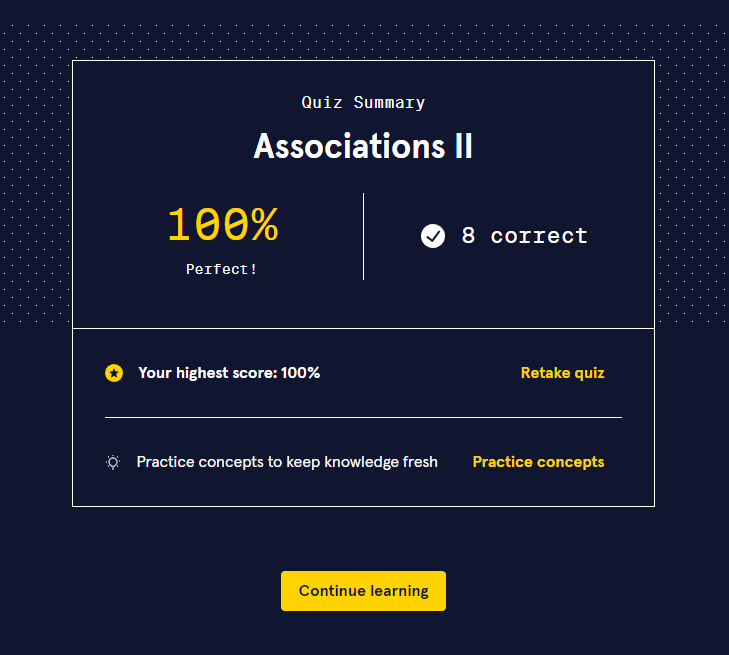 Quiz Summary
Associations II
100%
Perfect!
8 correct
Your highest score: 100%
Retake quiz
Practice concepts to keep knowledge fresh
Practice concepts
Continue learning